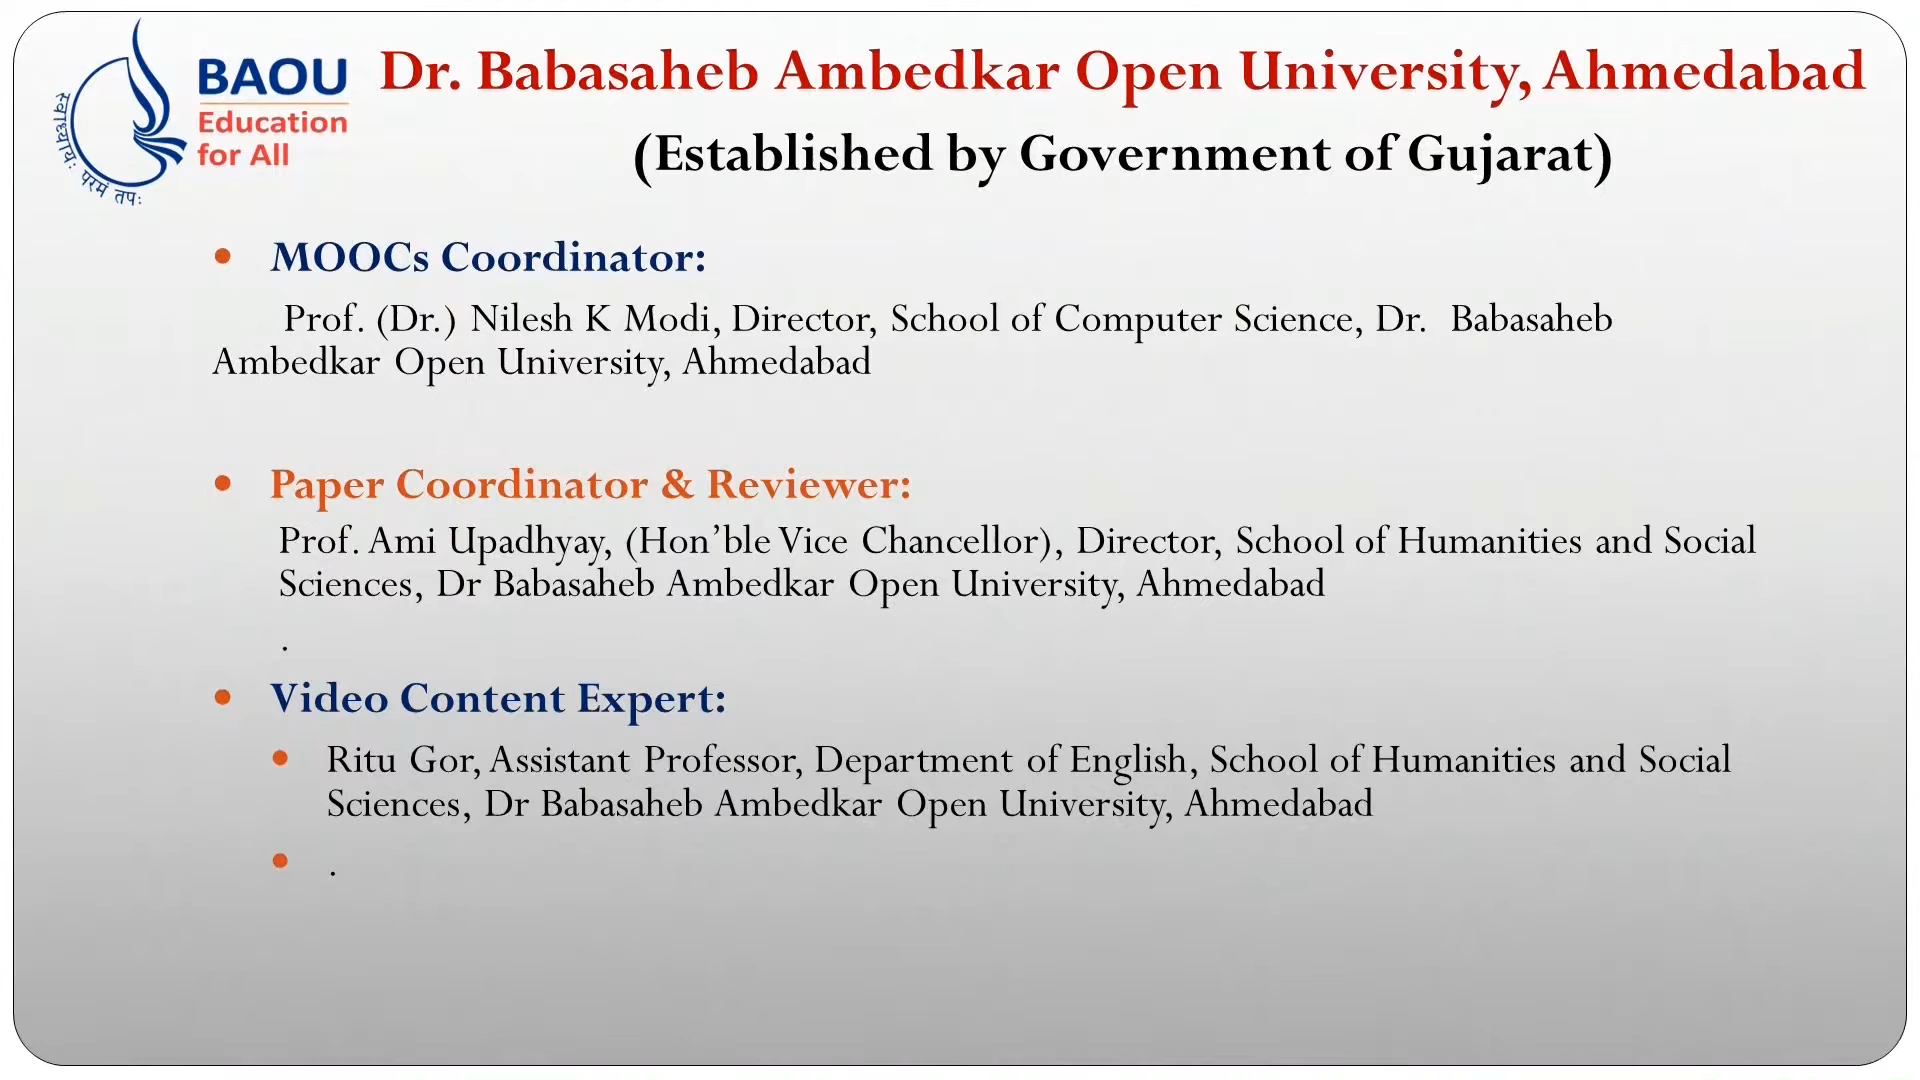 स्वाध्यायः परमं तपः
BAOU
Education
for All
Dr. Babasaheb Ambedkar Open University, Ahmedabad
(Established by Government of Gujarat)
• MOOCs Coordinator:
Prof. (Dr.) Nilesh K Modi, Director, School of Computer Science, Dr. Babasaheb
Ambedkar Open University, Ahmedabad
• Paper Coordinator & Reviewer:
Prof. Ami Upadhyay, (Hon’ble Vice Chancellor), Director, School of Humanities and Social
Sciences, Dr Babasaheb Ambedkar Open University, Ahmedabad
.
• Video Content Expert:
• Ritu Gor, Assistant Professor, Department of English, School of Humanities and Social
Sciences, Dr Babasaheb Ambedkar Open University, Ahmedabad
• .